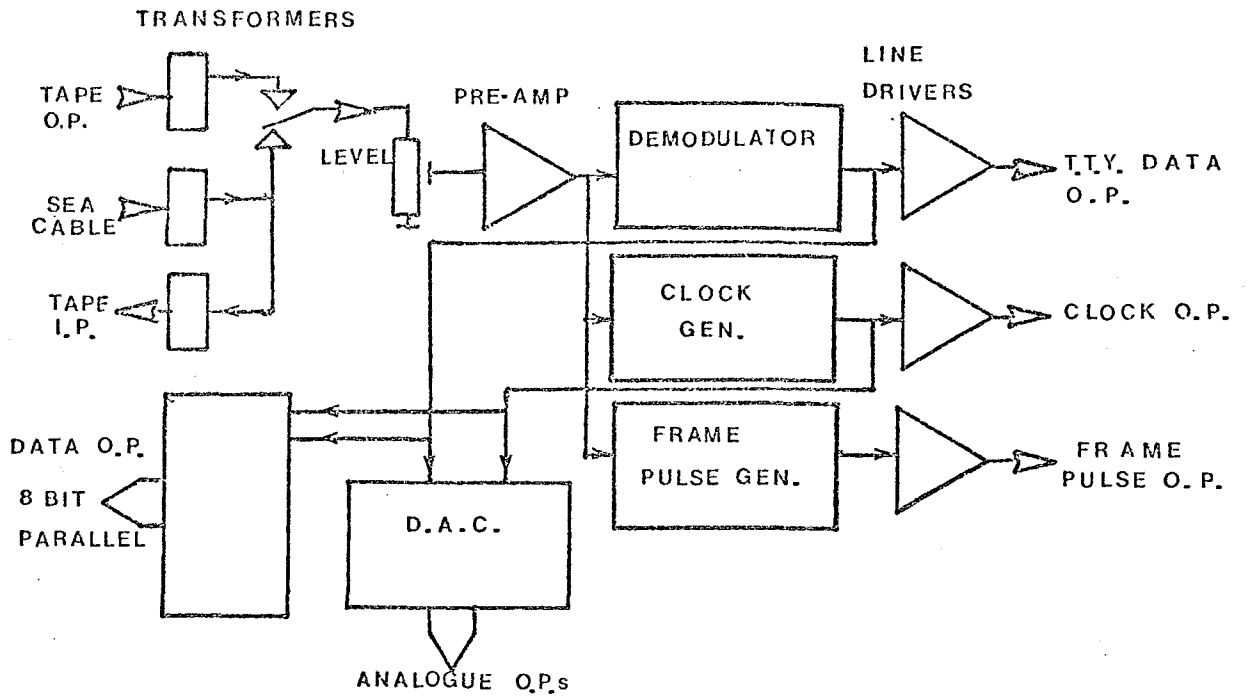 TRANSFORMERS
TAPE
O.P.
SEA
CABLE
TAPE
I.P.
LEVEL
PRE-AMP
DEMODULATOR
LINE
DRIVERS
T.T.Y. DATA
O.P.
CLOCK
GEN.
CLOCK O.P.
FRAME
PULSE GEN.
FRAME
PULSE O.P.
DATA O.P.
8 BIT
PARALLEL
D.A.C.
ANALOGUE O.P.s